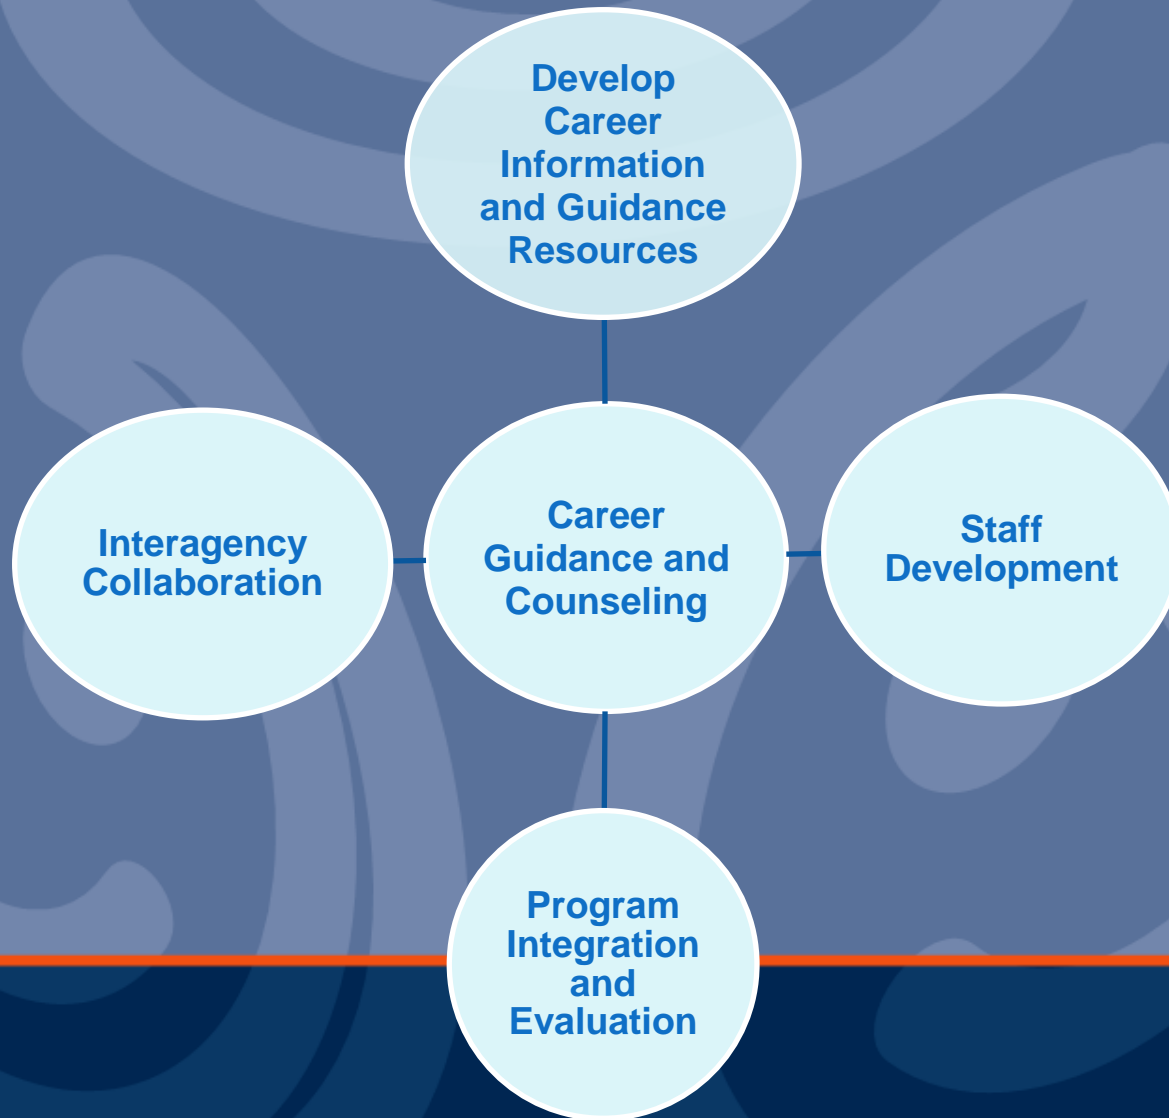 Develop
Career
Information
and Guidance
Resources
Interagency
Collaboration
Career
Guidance and
Counseling
Staff
Development
Program
Integration
and
Evaluation